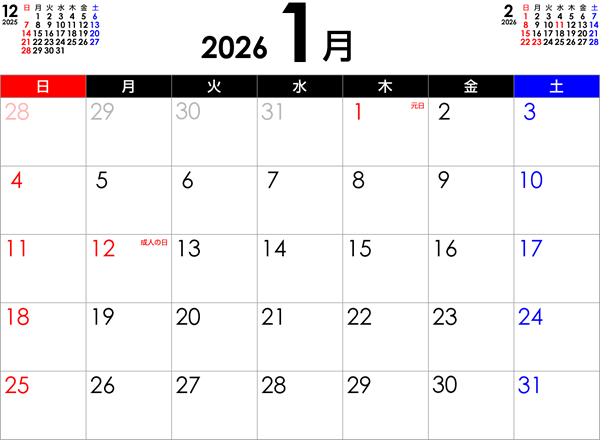 12
2025
日 月 火 水 木 金 土
1 2 3 4 5 6
7 8 9 10 11 12 13
14 15 16 17 18 19 20
21 22 23 24 25 26 27
28 29 30 31
2026 1月
2
2026
日 月 火 水 木 金 土
1 2 3 4 5 6 7
8 9 10 11 12 13 14
15 16 17 18 19 20 21
22 23 24 25 26 27 28
日 月 火 水 木 金 土
28 29 30 31 1 元日 2 3
4 5 6 7 8 9 10
11 12 成人の日 13 14 15 16 17
18 19 20 21 22 23 24
25 26 27 28 29 30 31